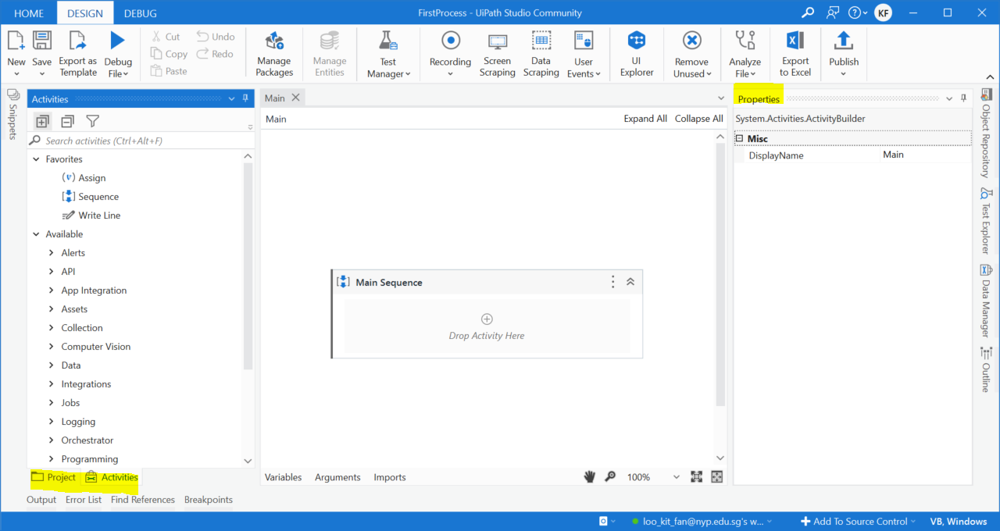 HOME DESIGN DEBUG FirstProcess - UiPath Studio Community KF
New Save Export as Template Debug File Cut Copy Paste Undo Redo Manage Packages Manage Entities Test Manager Recording Screen Scraping Data Scraping User Events UI Explorer Remove Unused Analyze File Export to Excel Publish
Snippets
Activities
Search activities (Ctrl+Alt+F)
Favorites
(v) Assign
Sequence
Write Line
Available
Alerts
API
App Integration
Assets
Collection
Computer Vision
Data
Integrations
Jobs
Logging
Orchestrator
Programming
Project Activities
Main
Main Expand All Collapse All
Main Sequence
Drop Activity Here
Variables Arguments Imports 100%
Properties
System.Activities.ActivityBuilder
Misc
DisplayName Main
Object Repository
Test Explorer
Data Manager
Outline
Output Error List Find References Breakpoints
loo_kit_fan@nyp.edu.sg's w... Add To Source Control VB, Windows